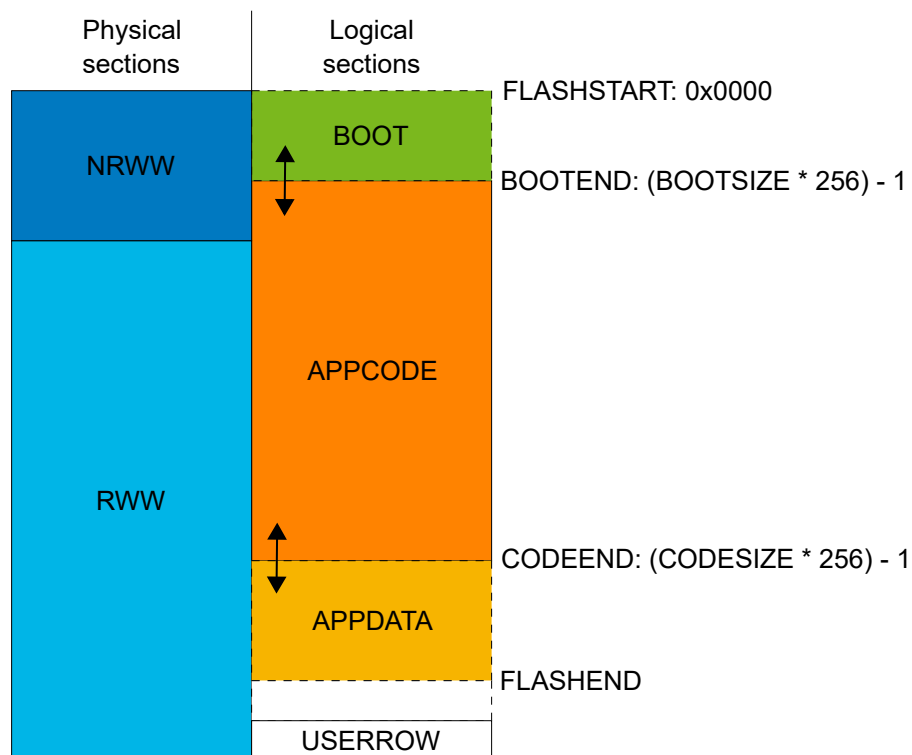 Physical
sections
Logical
sections
FLASHSTART: 0x0000
BOOT
NRWW
BOOTEND: (BOOTSIZE * 256) - 1
APPCODE
RWW
CODEEND: (CODESIZE * 256) - 1
APPDATA
FLASHEND
USERROW